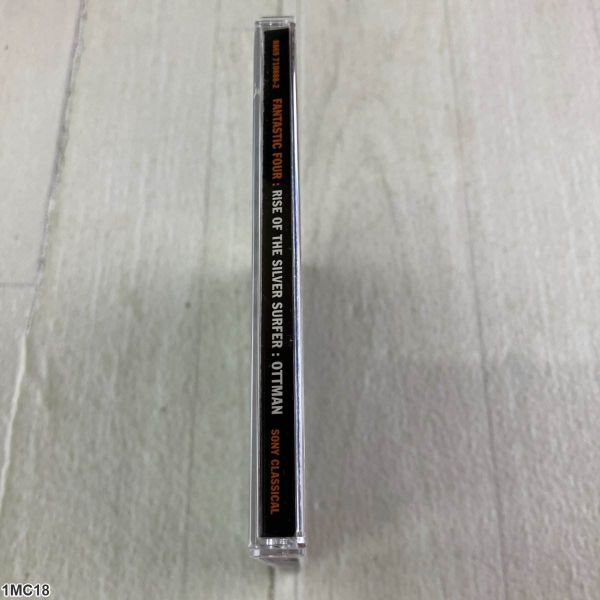 FANTASTIC FOUR : RISE OF THE SILVER SURFER : OTTMAN
SONY CLASSICAL
1MC18